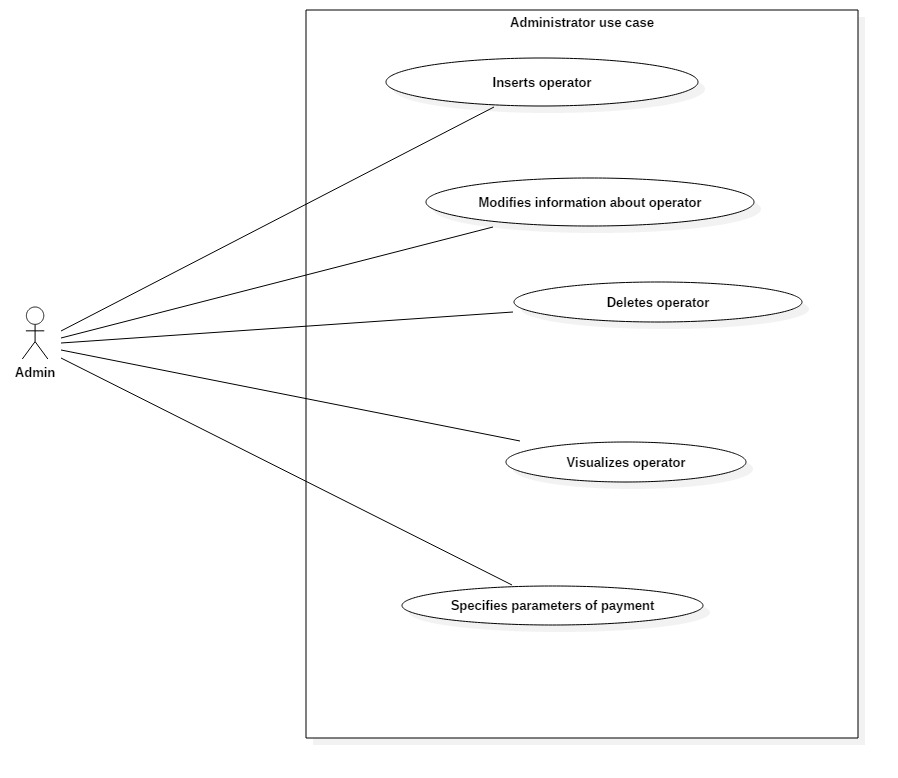 Administrator use case
Inserts operator
Modifies information about operator
Deletes operator
Admin
Visualizes operator
Specifies parameters of payment